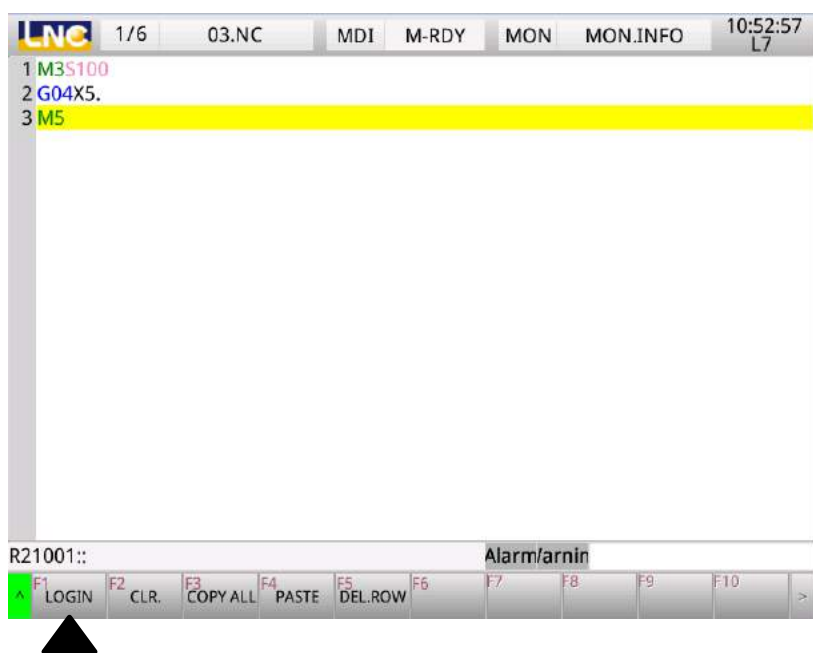 LNC 1/6 03.NC MDI M-RDY MON MON.INFO 10:52:57
L7
1 M3S100
2 G04X5.
3 M5
R21001:: Alarm/arnin
^ F1 LOGIN F2 CLR. F3 COPY ALL F4 PASTE F5 DEL.ROW F6 F7 F8 F9 F10 >